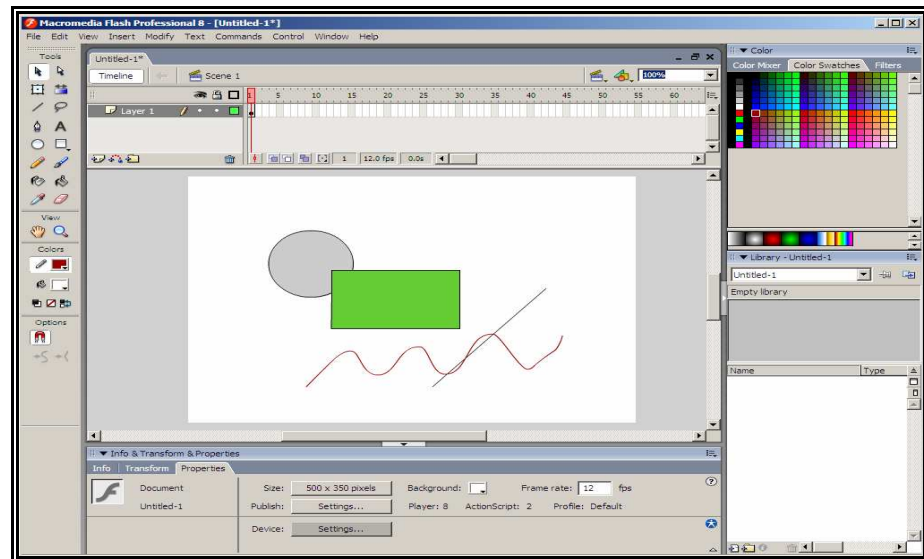 Macromedia Flash Professional 8 - [Untitled-1*]
File Edit View Insert Modify Text Commands Control Window Help
Tools
View
Colors
Options
Untitled-1*
Timeline Scene 1 100%
1 5 10 15 20 25 30 35 40 45 50 55 60
Layer 1
1 12.0 fps 0.0s
Info & Transform & Properties
Info Transform Properties
Document Size: 500 x 350 pixels Background: Frame rate: 12 fps
Untitled-1 Publish: Settings... Player: 8 ActionScript: 2 Profile: Default
Device: Settings...
Color
Color Mixer Color Swatches Filters
Library - Untitled-1
Untitled-1
Empty library
Name Type